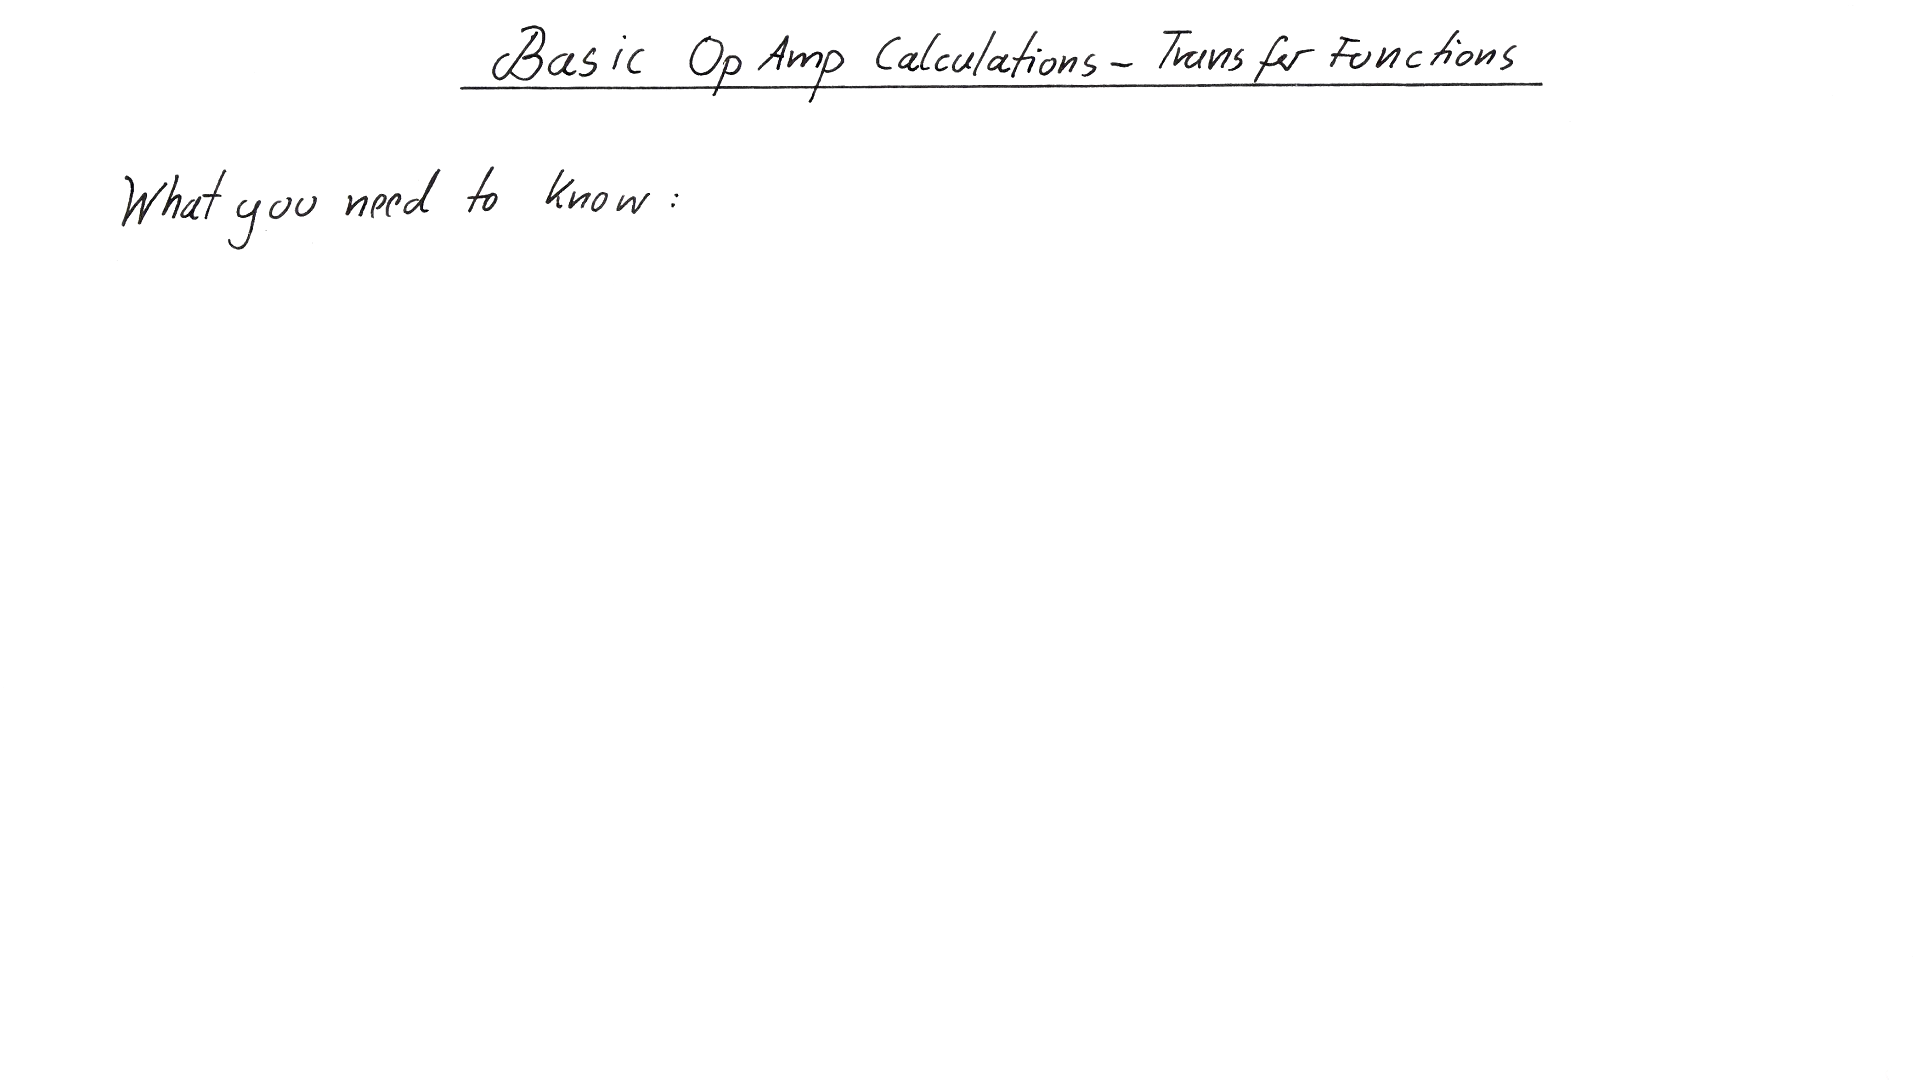 Basic Op Amp Calculations - Transfer Functions
What you need to know: